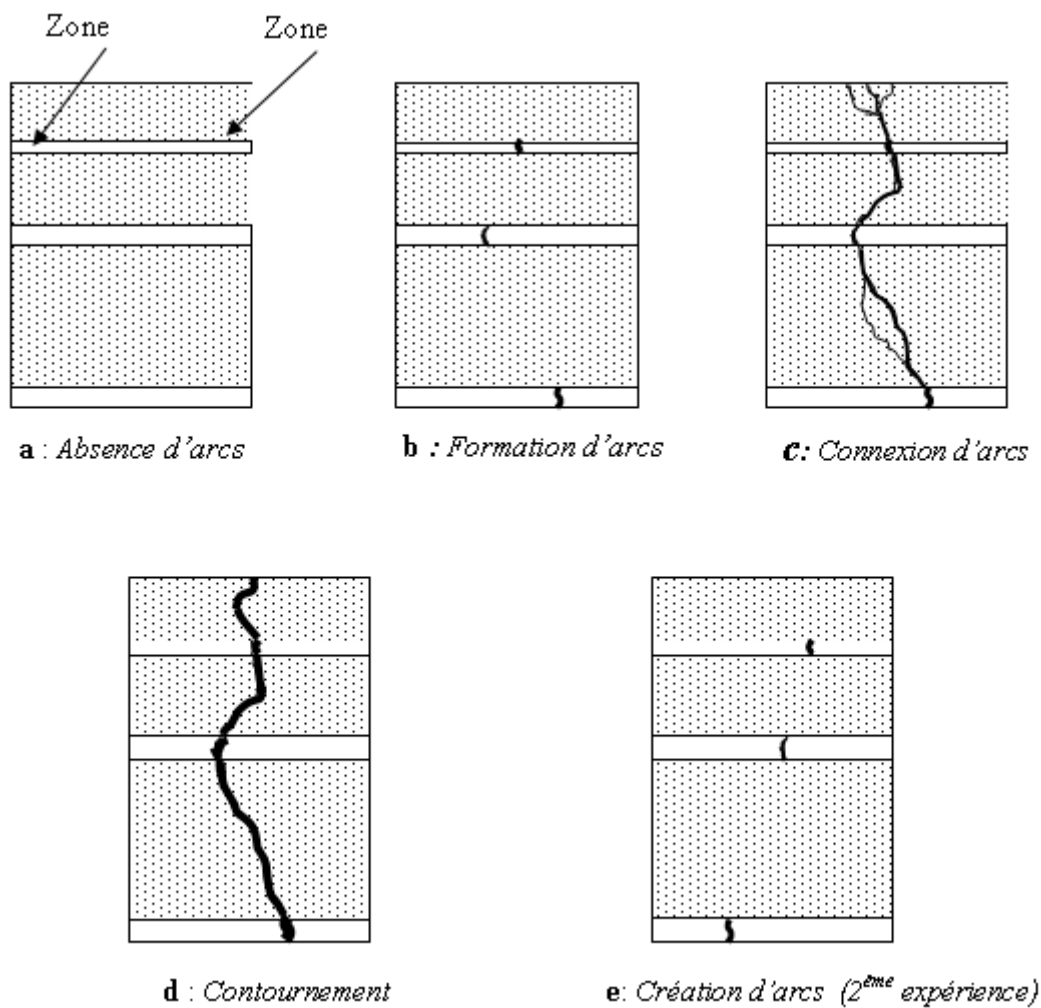 Zone
Zone
a : Absence d'arcs
b : Formation d'arcs
c: Connexion d'arcs
d : Contournement
e: Création d'arcs (2ème expérience)